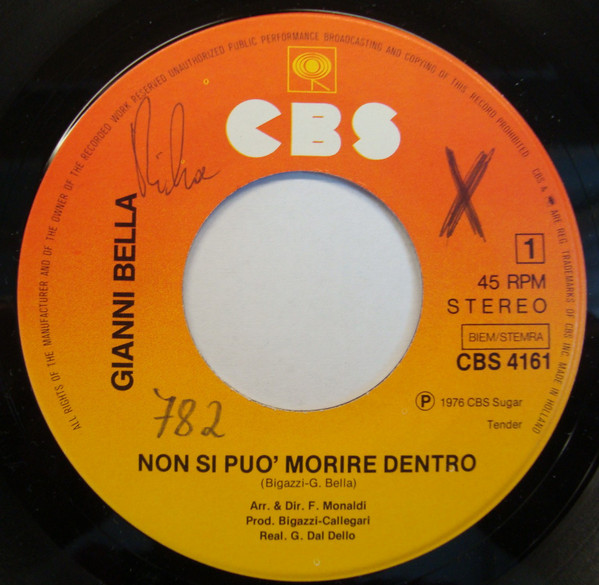 ALL RIGHTS OF THE MANUFACTURER AND OF THE OWNER OF THE RECORDED WORK RESERVED UNAUTHORIZED PUBLIC PERFORMANCE BROADCASTING AND COPYING OF THIS RECORD PROHIBITED CBS & ARE REG. TRADEMARKS OF CBS INC. MADE IN HOLLAND
CBS
X
GIANNI BELLA
1
45 RPM
STEREO
BIEM/STEMRA
CBS 4161
Ⓟ 1976 CBS Sugar
Tender
782
NON SI PUO' MORIRE DENTRO
(Bigazzi-G. Bella)
Arr. & Dir. F. Monaldi
Prod. Bigazzi-Callegari
Real. G. Dal Dello